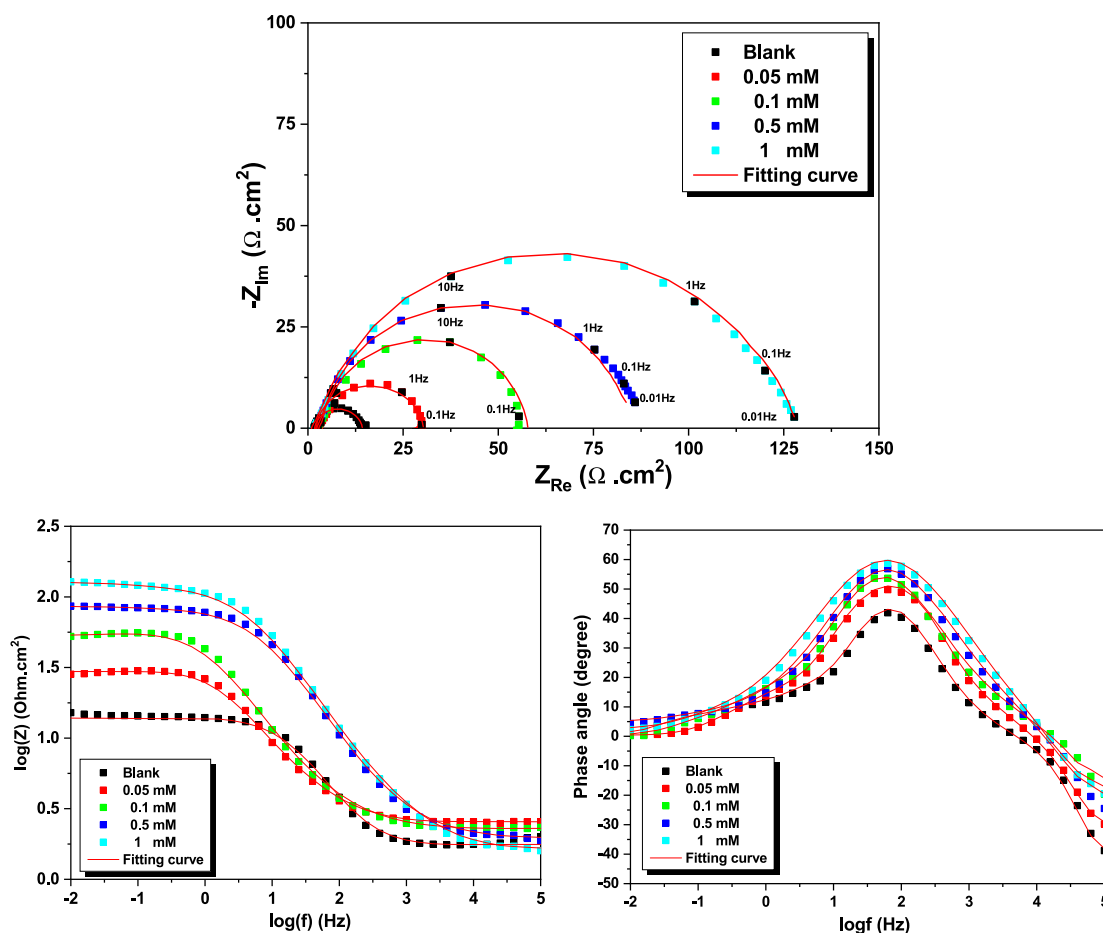 100
75
50
25
0
-Z_Im (Ω .cm²)
Blank
0.05 mM
0.1 mM
0.5 mM
1 mM
Fitting curve
10Hz
1Hz
10Hz
1Hz
0.1Hz
0.1Hz
1Hz
0.01Hz
0.1Hz
0.1Hz
0.01Hz
0 25 50 75 100 125 150
Z_Re (Ω .cm²)
2.5
2.0
1.5
1.0
0.5
0.0
log(Z) (Ohm.cm²)
Blank
0.05 mM
0.1 mM
0.5 mM
1 mM
Fitting curve
-2 -1 0 1 2 3 4 5
log(f) (Hz)
70
60
50
40
30
20
10
0
-10
-20
-30
-40
-50
Phase angle (degree)
Blank
0.05 mM
0.1 mM
0.5 mM
1 mM
Fitting curve
-2 -1 0 1 2 3 4 5
logf (Hz)